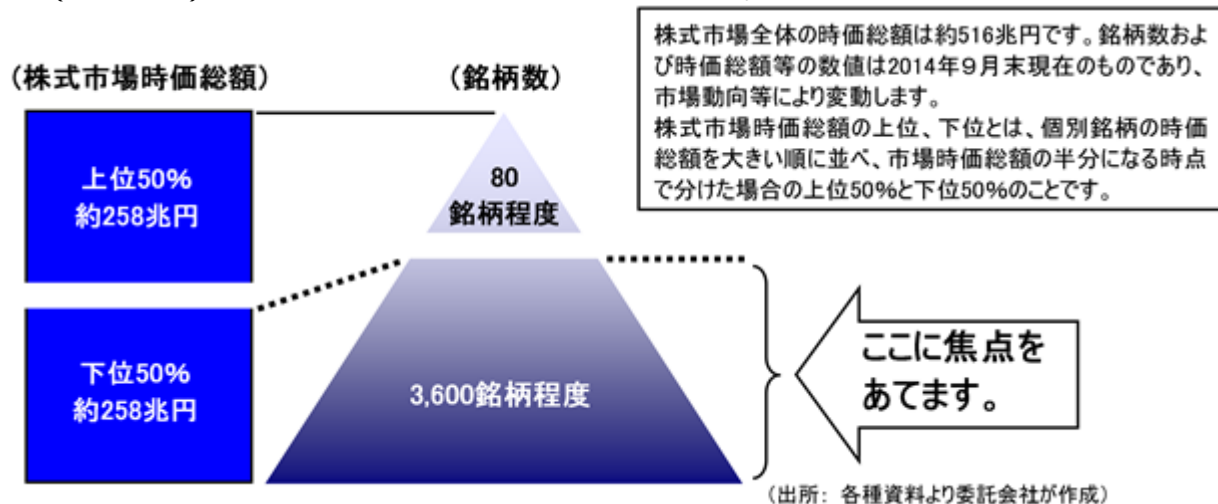 株式市場全体の時価総額は約516兆円です。銘柄数およ
び時価総額等の数値は2014年9月末現在のものであり、
市場動向等により変動します。
株式市場時価総額の上位、下位とは、個別銘柄の時価
総額を大きい順に並べ、市場時価総額の半分になる時点
で分けた場合の上位50%と下位50%のことです。
(株式市場時価総額)
(銘柄数)
上位50%
約258兆円
80
銘柄程度
下位50%
約258兆円
3,600銘柄程度
ここに焦点を
あてます。
(出所: 各種資料より委託会社が作成)